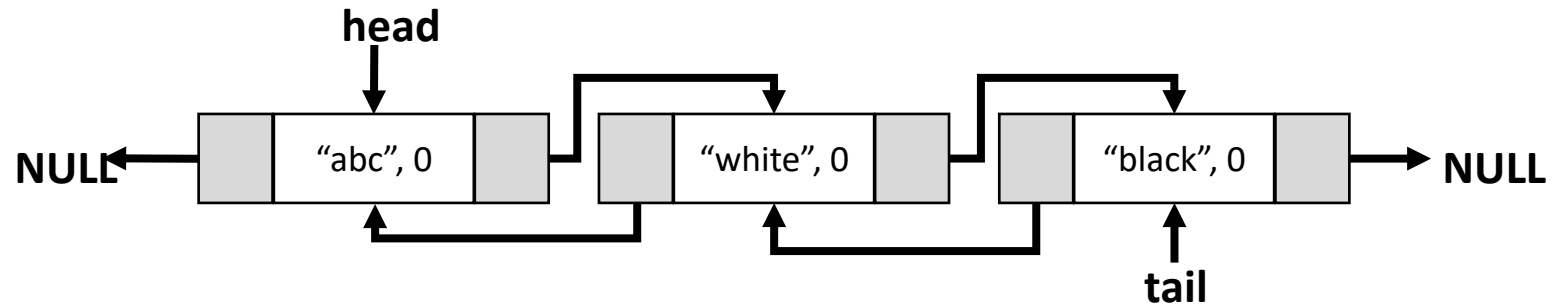 head
NULL “abc”, 0 “white”, 0 “black”, 0 NULL
tail